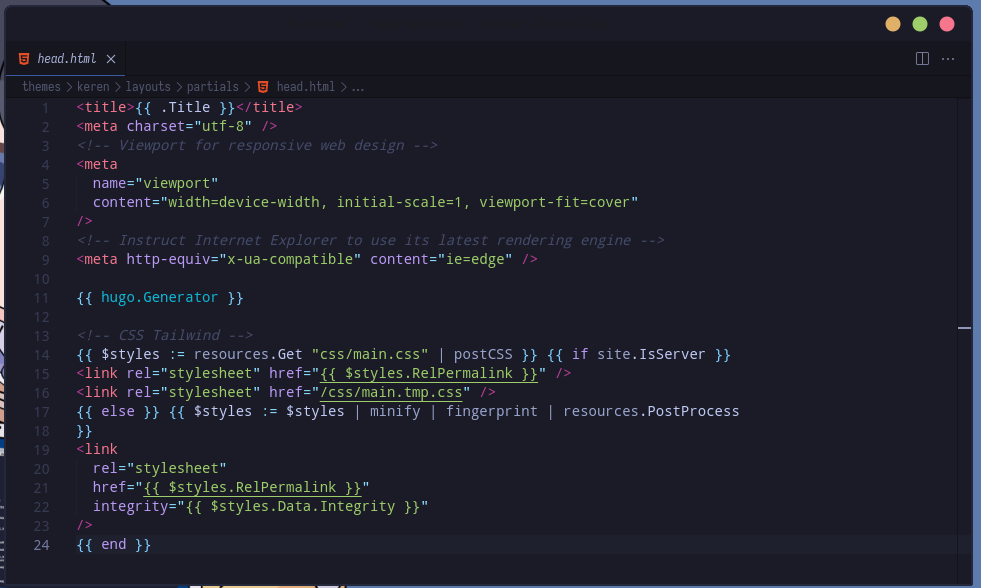 head.html ×
themes > keren > layouts > partials > head.html > ...
1 <title>{{ .Title }}</title>
2 <meta charset="utf-8" />
3 <!-- Viewport for responsive web design -->
4 <meta
5 name="viewport"
6 content="width=device-width, initial-scale=1, viewport-fit=cover"
7 />
8 <!-- Instruct Internet Explorer to use its latest rendering engine -->
9 <meta http-equiv="x-ua-compatible" content="ie=edge" />
10
11 {{ hugo.Generator }}
12
13 <!-- CSS Tailwind -->
14 {{ $styles := resources.Get "css/main.css" | postCSS }} {{ if site.IsServer }}
15 <link rel="stylesheet" href="{{ $styles.RelPermalink }}" />
16 <link rel="stylesheet" href="/css/main.tmp.css" />
17 {{ else }} {{ $styles := $styles | minify | fingerprint | resources.PostProcess
18 }}
19 <link
20 rel="stylesheet"
21 href="{{ $styles.RelPermalink }}"
22 integrity="{{ $styles.Data.Integrity }}"
23 />
24 {{ end }}